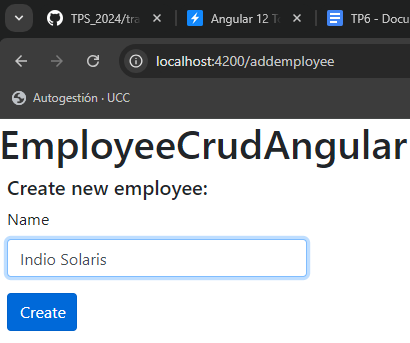 TPS_2024/tra
Angular 12 Te
TP6 - Docu
localhost:4200/addemployee
Autogestión · UCC
EmployeeCrudAngular
Create new employee:
Name
Indio Solaris
Create